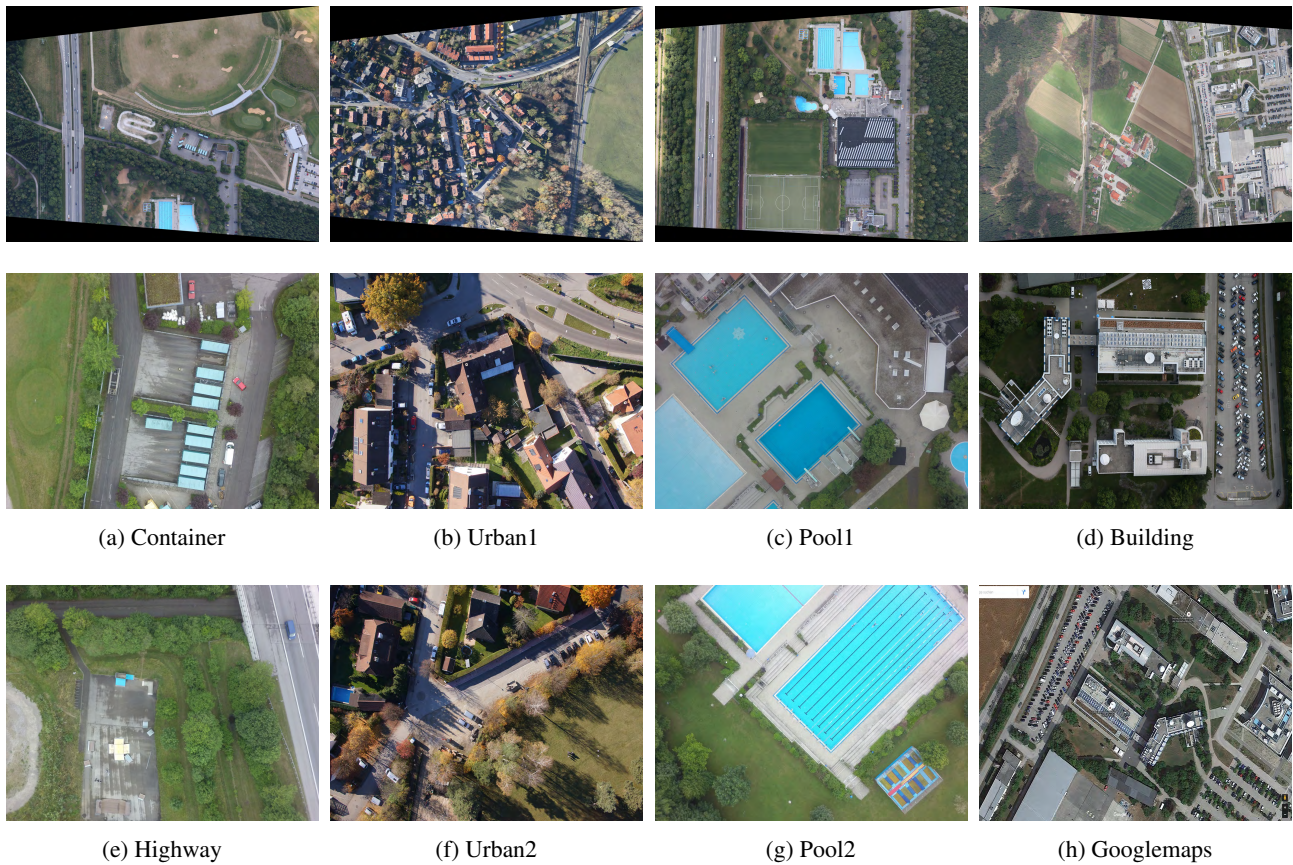 (a) Container
(b) Urban1
(c) Pool1
(d) Building
(e) Highway
(f) Urban2
(g) Pool2
(h) Googlemaps